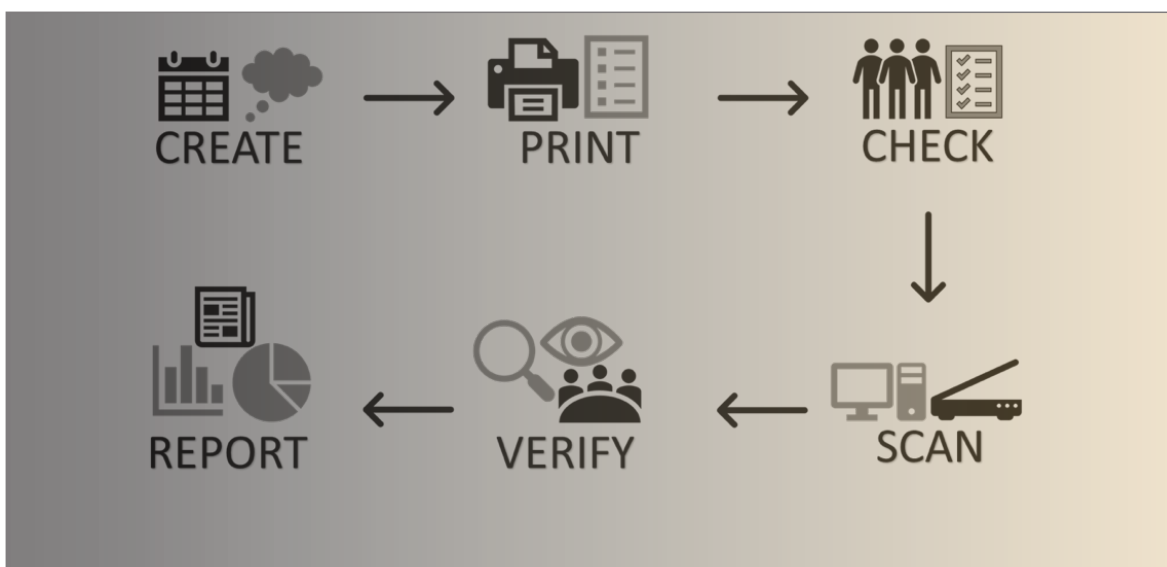 CREATE
PRINT
CHECK
SCAN
VERIFY
REPORT